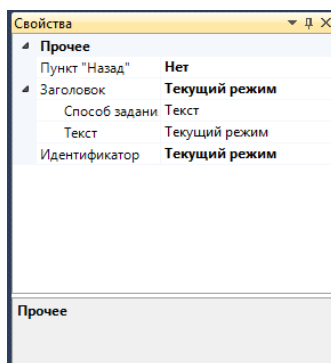 Свойства
Прочее
Пункт "Назад" Нет
Заголовок Текущий режим
Способ задани Текст
Текст Текущий режим
Идентификатор Текущий режим
Прочее